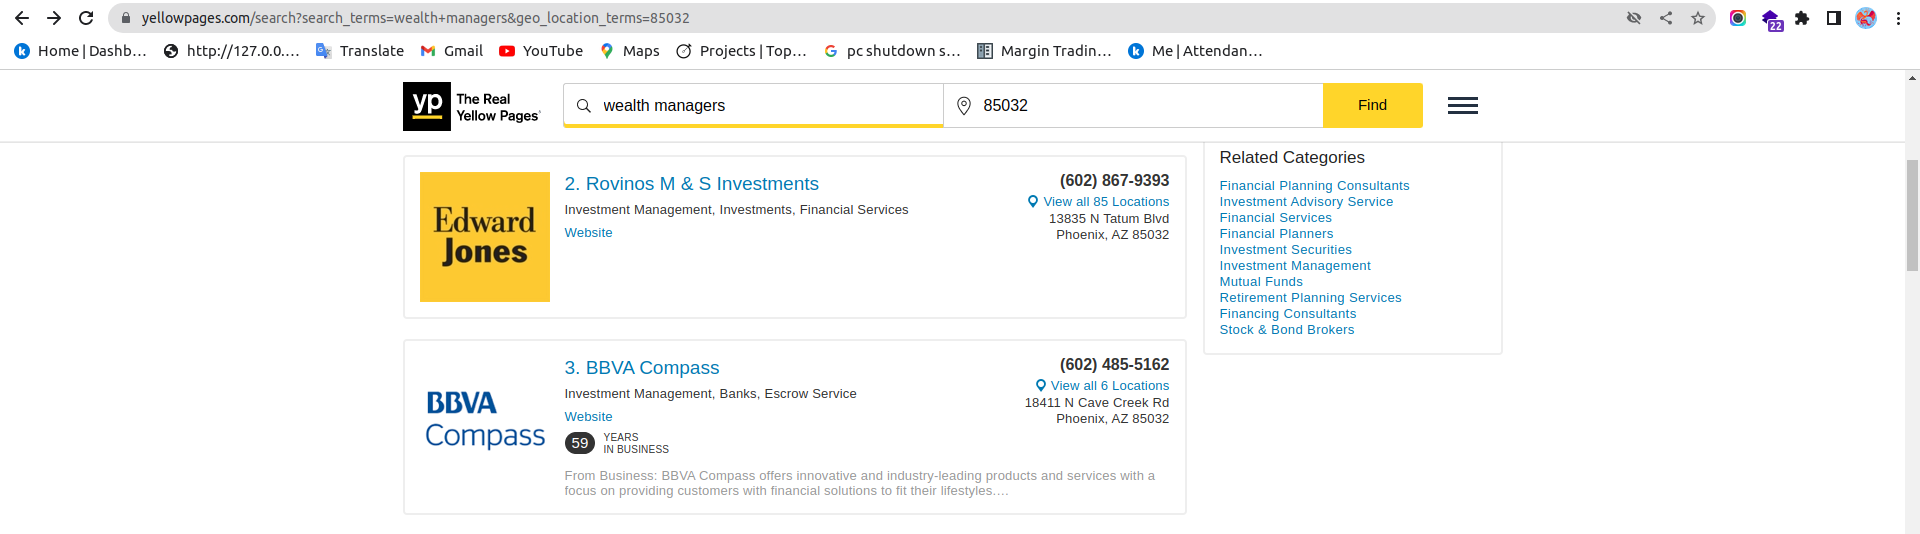 yellowpages.com/search?search_terms=wealth+managers&geo_location_terms=85032
22
Home | Dashb…
http://127.0.0.…
Translate
Gmail
YouTube
Maps
Projects | Top…
pc shutdown s…
Margin Tradin…
Me | Attendan…
yp
The Real
Yellow Pages
wealth managers
85032
Find
Edward
Jones
2. Rovinos M & S Investments
Investment Management, Investments, Financial Services
Website
(602) 867-9393
View all 85 Locations
13835 N Tatum Blvd
Phoenix, AZ 85032
BBVA
Compass
3. BBVA Compass
Investment Management, Banks, Escrow Service
Website
59
YEARS
IN BUSINESS
(602) 485-5162
View all 6 Locations
18411 N Cave Creek Rd
Phoenix, AZ 85032
From Business: BBVA Compass offers innovative and industry-leading products and services with a
focus on providing customers with financial solutions to fit their lifestyles.…
Related Categories
Financial Planning Consultants
Investment Advisory Service
Financial Services
Financial Planners
Investment Securities
Investment Management
Mutual Funds
Retirement Planning Services
Financing Consultants
Stock & Bond Brokers